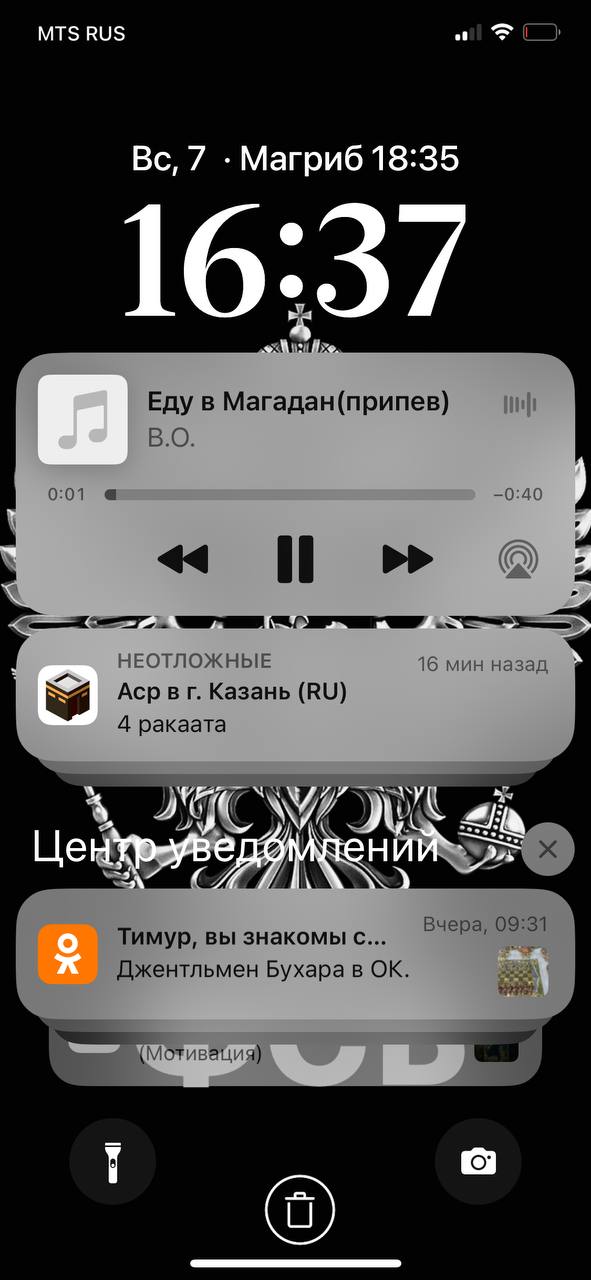 MTS RUS
Вс, 7 · Магриб 18:35
16:37
Еду в Магадан(припев)
В.О.
0:01
−0:40
НЕОТЛОЖНЫЕ
16 мин назад
Аср в г. Казань (RU)
4 ракаата
Центр уведомлений
Вчера, 09:31
Тимур, вы знакомы с...
Джентльмен Бухара в ОК.
(Мотивация)
ФСБ